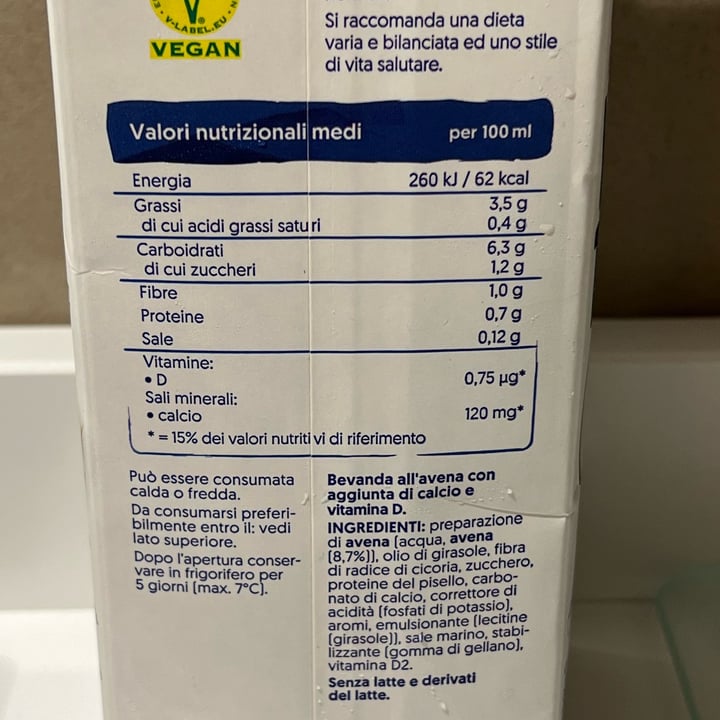 V-LABEL.EU
VEGAN
Si raccomanda una dieta
varia e bilanciata ed uno stile
di vita salutare.
Valori nutrizionali medi per 100 ml
Energia 260 kJ / 62 kcal
Grassi 3,5 g
di cui acidi grassi saturi 0,4 g
Carboidrati 6,3 g
di cui zuccheri 1,2 g
Fibre 1,0 g
Proteine 0,7 g
Sale 0,12 g
Vitamine:
• D 0,75 µg*
Sali minerali:
• calcio 120 mg*
* = 15% dei valori nutritivi di riferimento
Può essere consumata
calda o fredda.
Da consumarsi preferi-
bilmente entro il: vedi
lato superiore.
Dopo l'apertura conser-
vare in frigorifero per
5 giorni (max. 7°C).
Bevanda all'avena con
aggiunta di calcio e
vitamina D.
INGREDIENTI: preparazione
di avena (acqua, avena
(8,7%)), olio di girasole, fibra
di radice di cicoria, zucchero,
proteine del pisello, carbo-
nato di calcio, correttore di
acidità (fosfati di potassio),
aromi, emulsionante (lecitine
(girasole)), sale marino, stabi-
lizzante (gomma di gellano),
vitamina D2.
Senza latte e derivati
del latte.